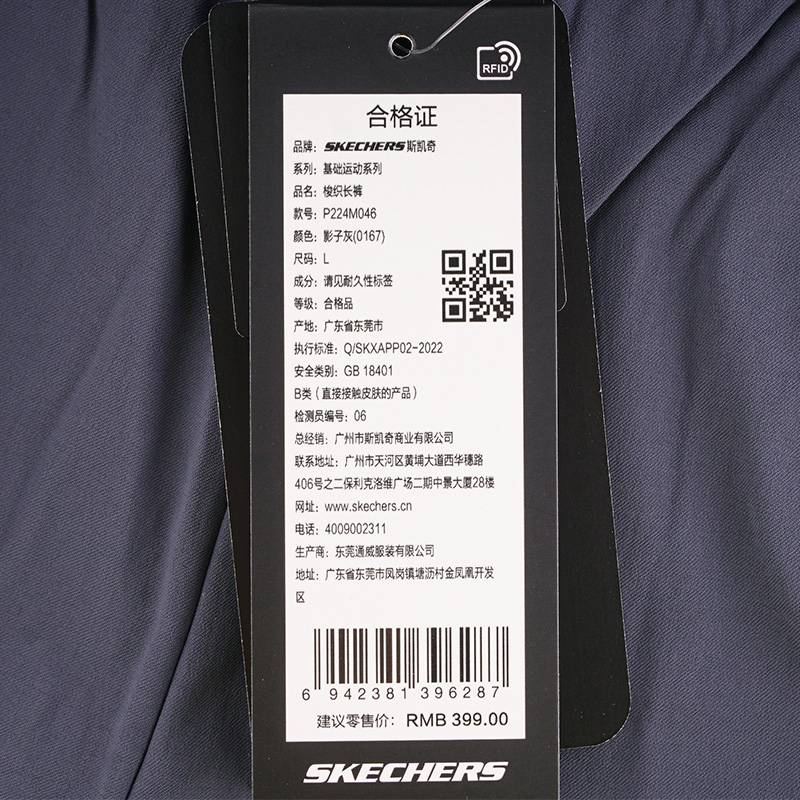 RFID
合格证
品牌：SKECHERS 斯凯奇
系列：基础运动系列
品名：梭织长裤
款号：P224M046
颜色：影子灰(0167)
尺码：L
成分：请见耐久性标签
等级：合格品
产地：广东省东莞市
执行标准：Q/SKXAPP02-2022
安全类别：GB 18401
B类（直接接触皮肤的产品）
检测员编号：06
总经销：广州市斯凯奇商业有限公司
联系地址：广州市天河区黄埔大道西华穗路
406号之二保利克洛维广场二期中景大厦28楼
网址：www.skechers.cn
电话：4009002311
生产商：东莞通威服装有限公司
地址：广东省东莞市凤岗镇塘沥村金凤凰开发
区
6 942381 396287
建议零售价：RMB 399.00
SKECHERS